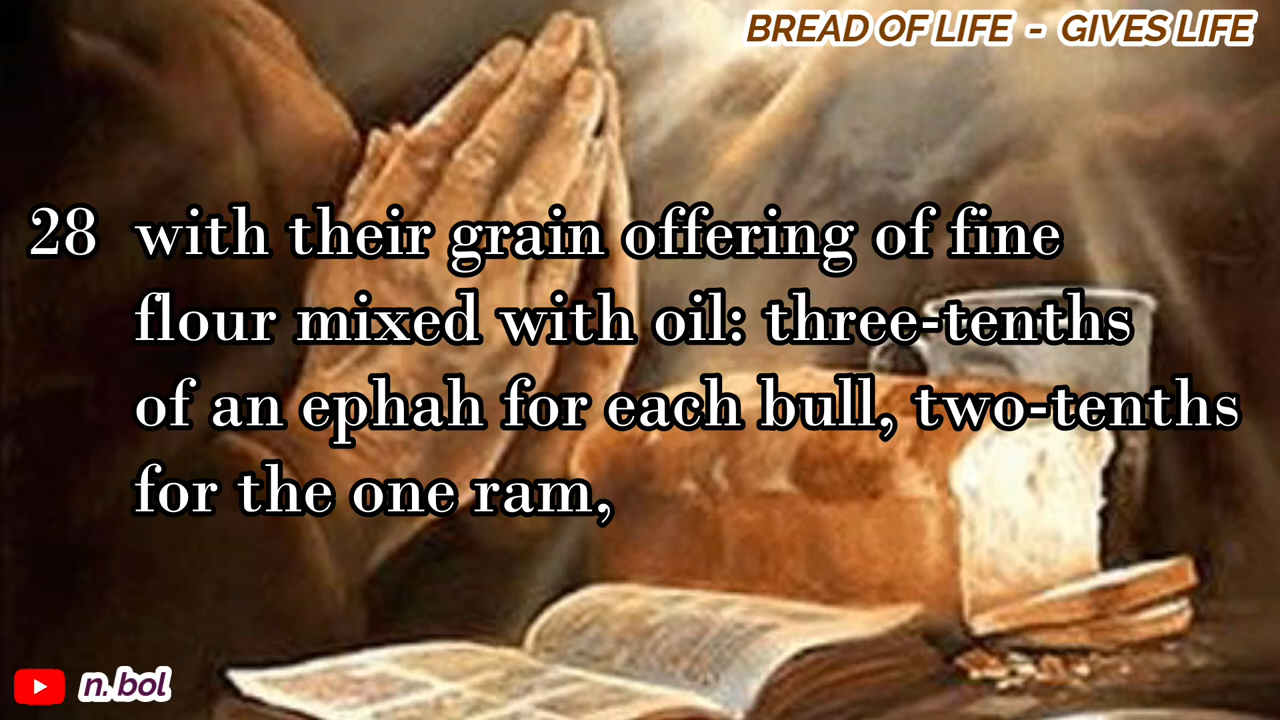 BREAD OF LIFE - GIVES LIFE
28 with their grain offering of fine
flour mixed with oil: three-tenths
of an ephah for each bull, two-tenths
for the one ram,
n. bol